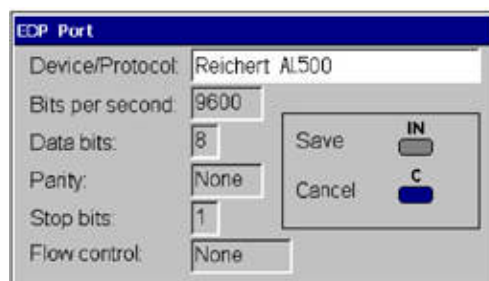 EDP Port
Device/Protocol: Reichert AL500
Bits per second: 9600
Data bits: 8
Parity: None
Stop bits: 1
Flow control: None
Save IN
Cancel C